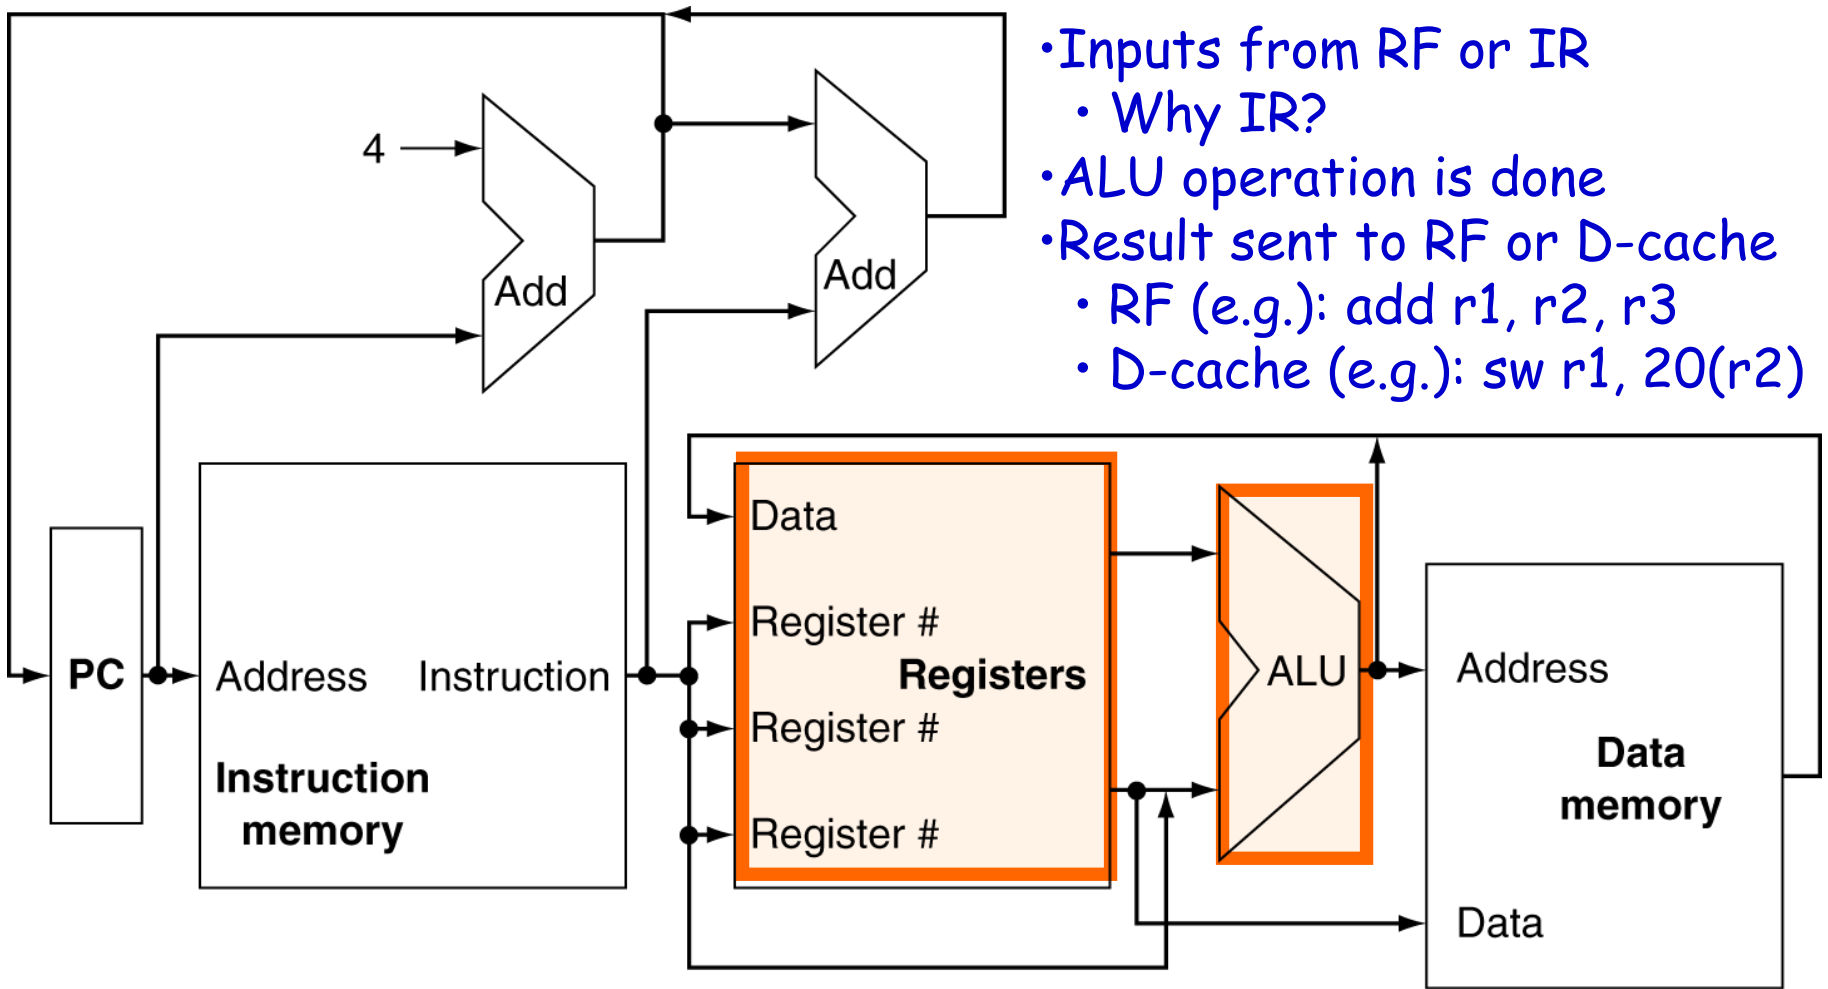 •Inputs from RF or IR
• Why IR?
•ALU operation is done
•Result sent to RF or D-cache
• RF (e.g.): add r1, r2, r3
• D-cache (e.g.): sw r1, 20(r2)
4
Add
Add
PC
Address
Instruction
Instruction
memory
Data
Register #
Registers
Register #
Register #
ALU
Address
Data
memory
Data